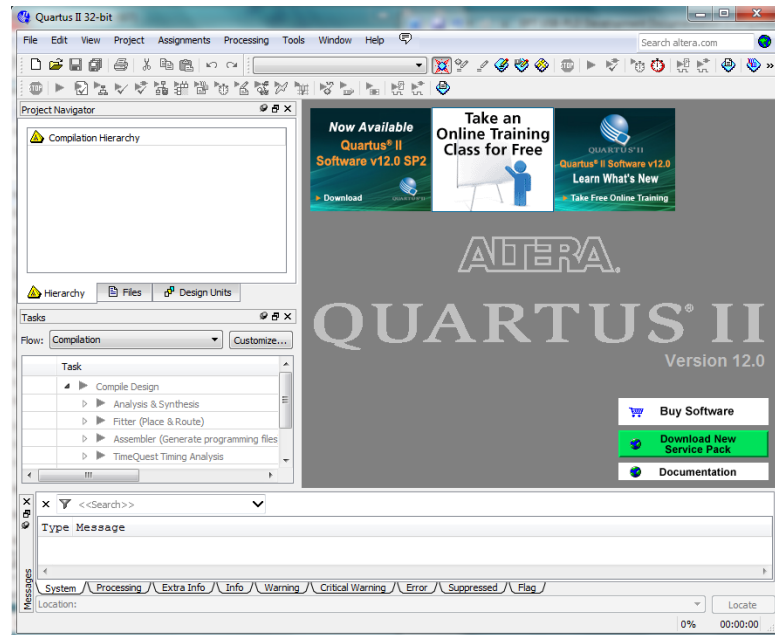 Quartus II 32-bit
File Edit View Project Assignments Processing Tools Window Help
Search altera.com
Project Navigator
Compilation Hierarchy
Hierarchy Files Design Units
Tasks
Flow: Compilation Customize...
Task
Compile Design
Analysis & Synthesis
Fitter (Place & Route)
Assembler (Generate programming files
TimeQuest Timing Analysis
Now Available
Quartus® II
Software v12.0 SP2
Download
Take an
Online Training
Class for Free
QUARTUS® II
Quartus® II Software v12.0
Learn What's New
Take Free Online Training
ALTERA.
QUARTUS® II
Version 12.0
Buy Software
Download New
Service Pack
Documentation
<<Search>>
Type Message
Messages
System Processing Extra Info Info Warning Critical Warning Error Suppressed Flag
Location: Locate
0% 00:00:00